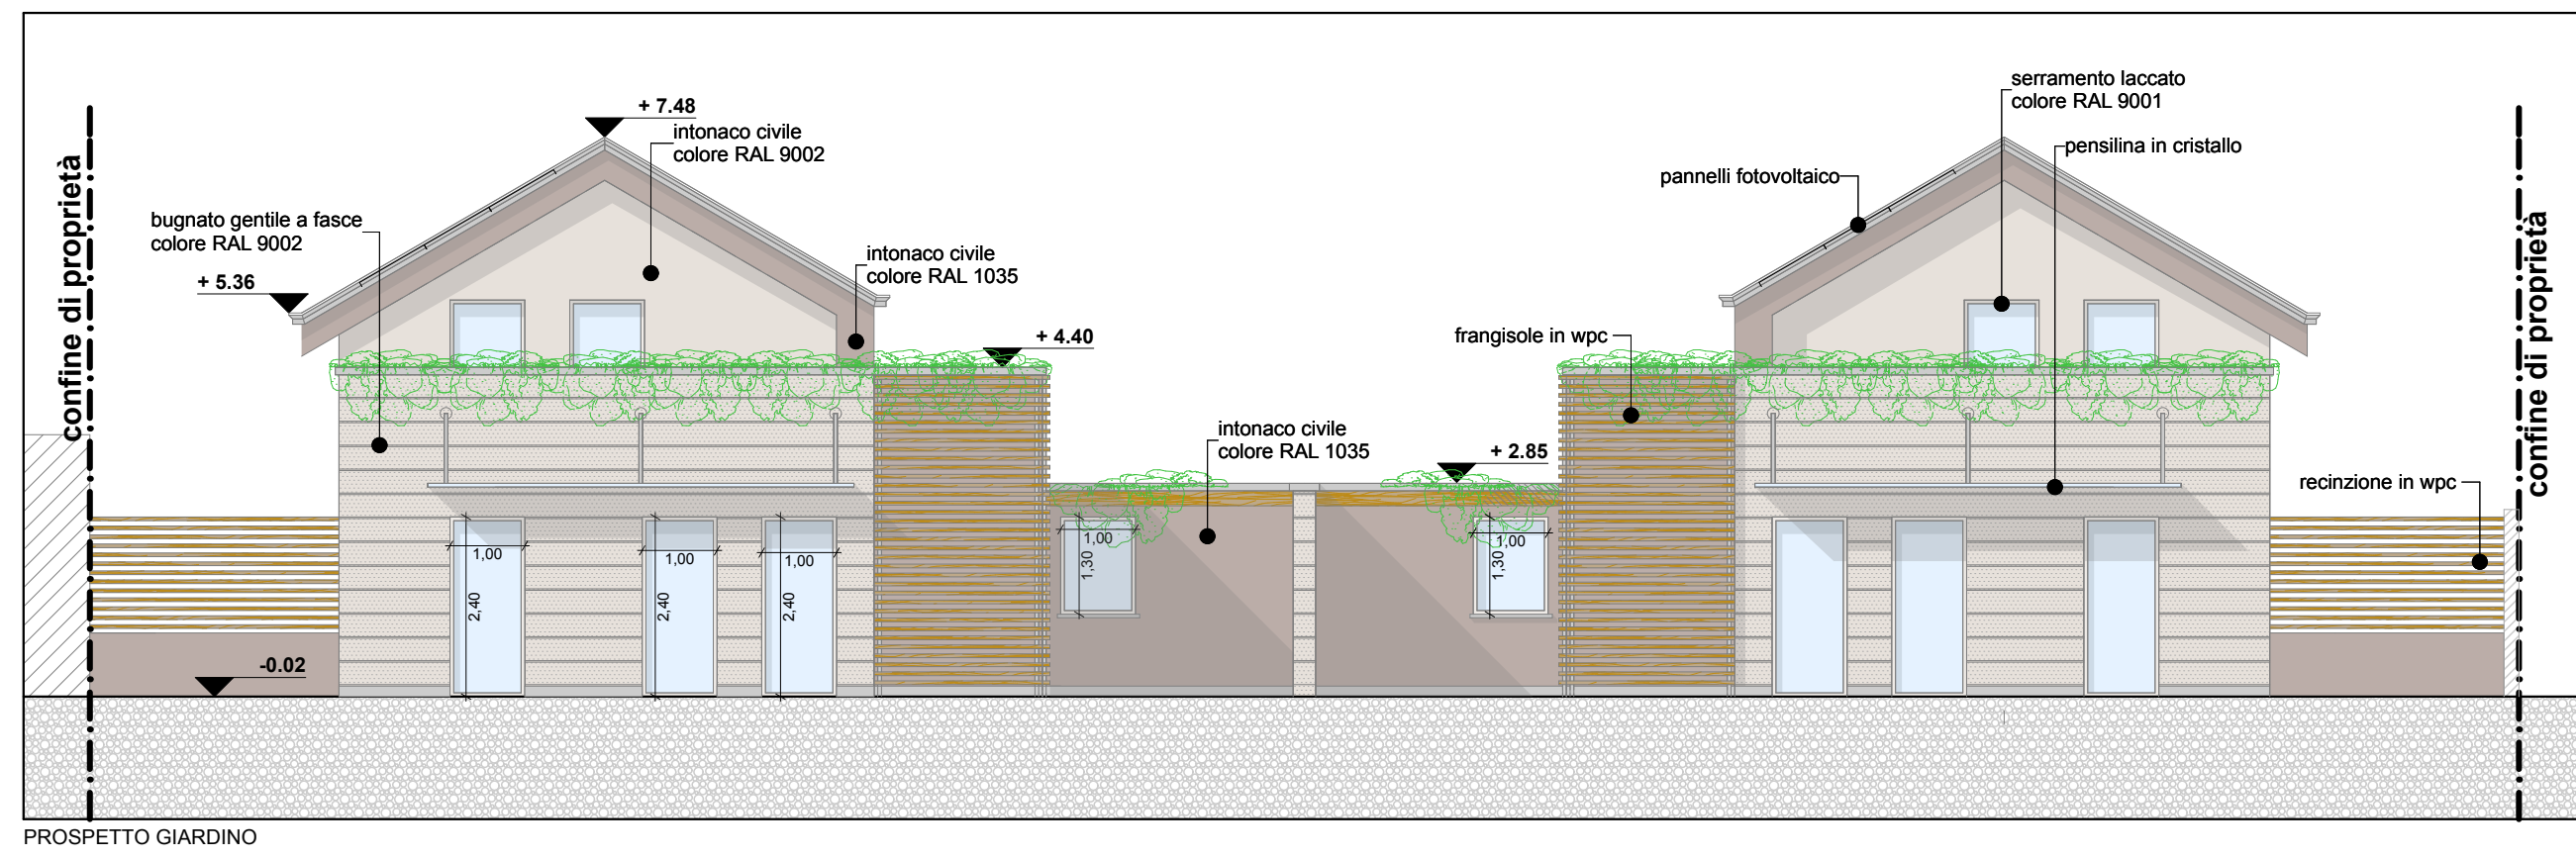 serramento laccato
colore RAL 9001
+ 7.48
intonaco civile
colore RAL 9002
pensilina in cristallo
pannelli fotovoltaico
confine di proprietà
bugnato gentile a fasce
colore RAL 9002
confine di proprietà
intonaco civile
colore RAL 1035
+ 5.36
+ 4.40
frangisole in wpc
intonaco civile
colore RAL 1035
+ 2.85
recinzione in wpc
1,00
1,00
1,00
1,00
1,00
1,30
1,30
2,40
2,40
2,40
-0.02
PROSPETTO GIARDINO